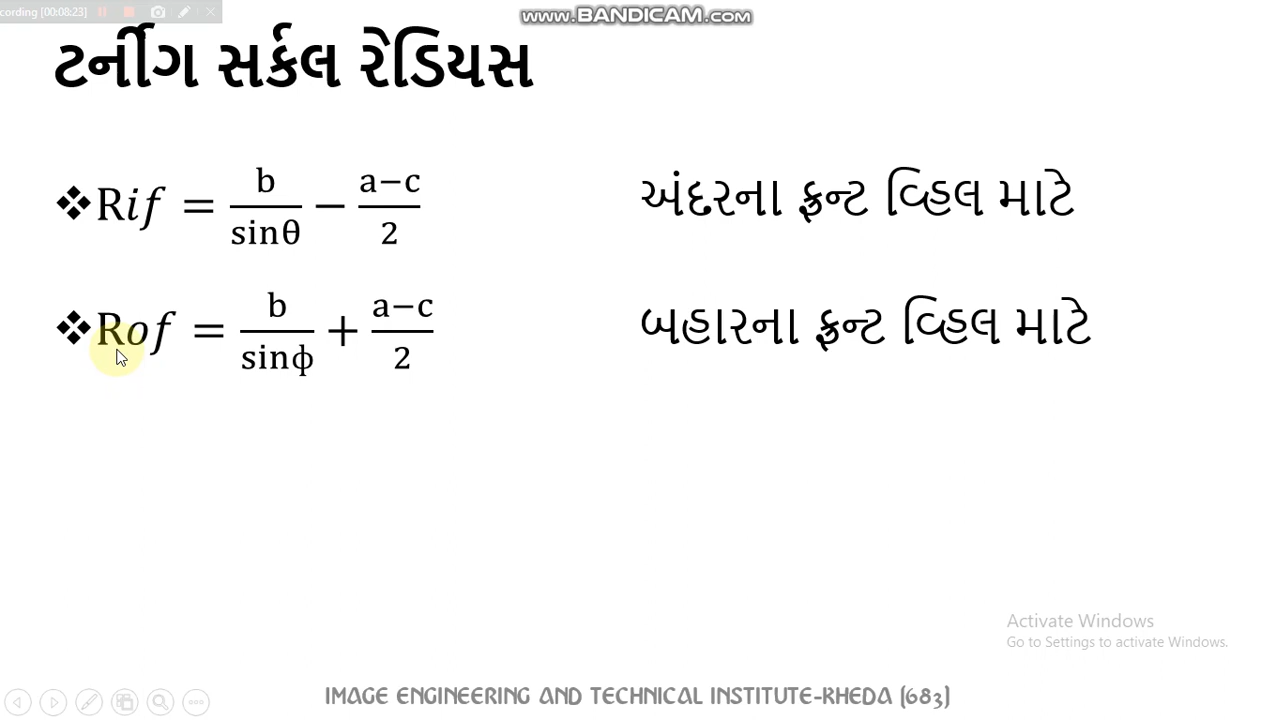 cording [00:08:23]
www.BANDICAM.com
ટર્નીંગ સર્કલ રેડિયસ
❖Rif = b/sinθ − a−c/2 અંદરના ફ્રન્ટ વ્હિલ માટે
❖Rof = b/sinϕ + a−c/2 બહારના ફ્રન્ટ વ્હિલ માટે
Activate Windows
Go to Settings to activate Windows.
IMAGE ENGINEERING AND TECHNICAL INSTITUTE-KHEDA (683)